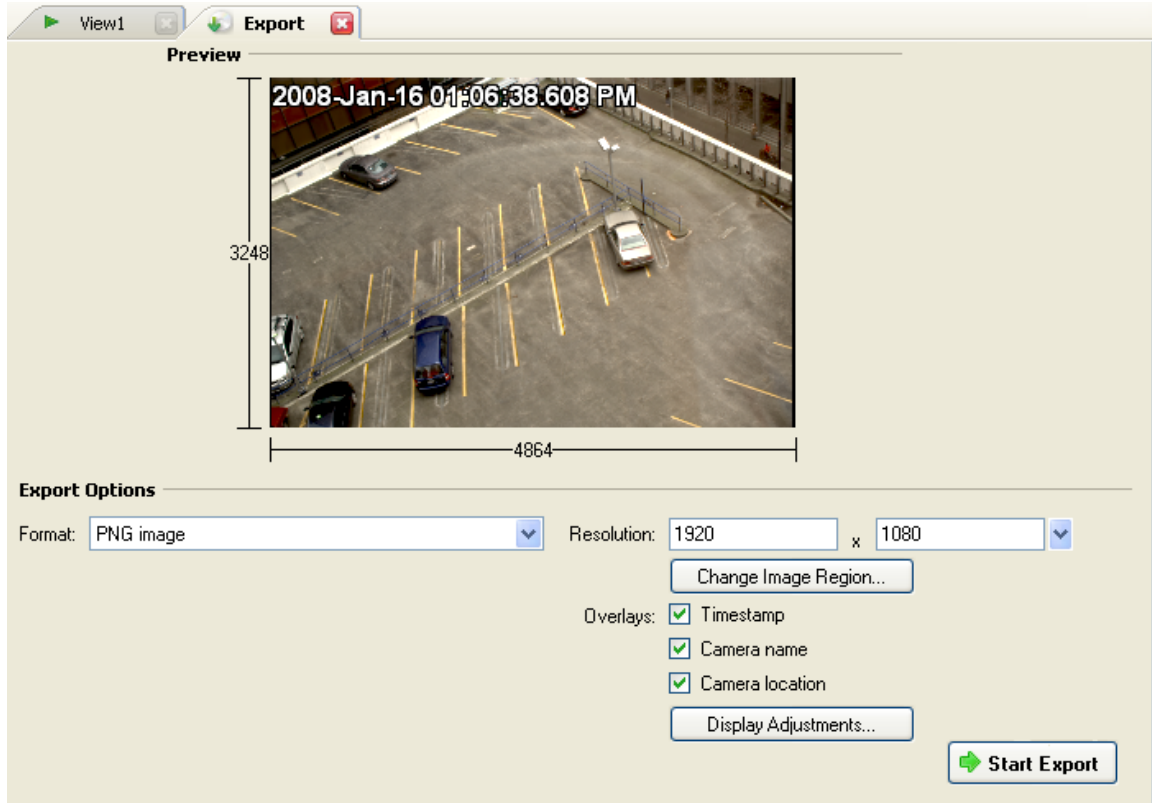 View1
Export
Preview
2008-Jan-16 01:06:38.608 PM
3248
4864
Export Options
Format: PNG image
Resolution: 1920 x 1080
Change Image Region...
Overlays: Timestamp
Camera name
Camera location
Display Adjustments...
Start Export